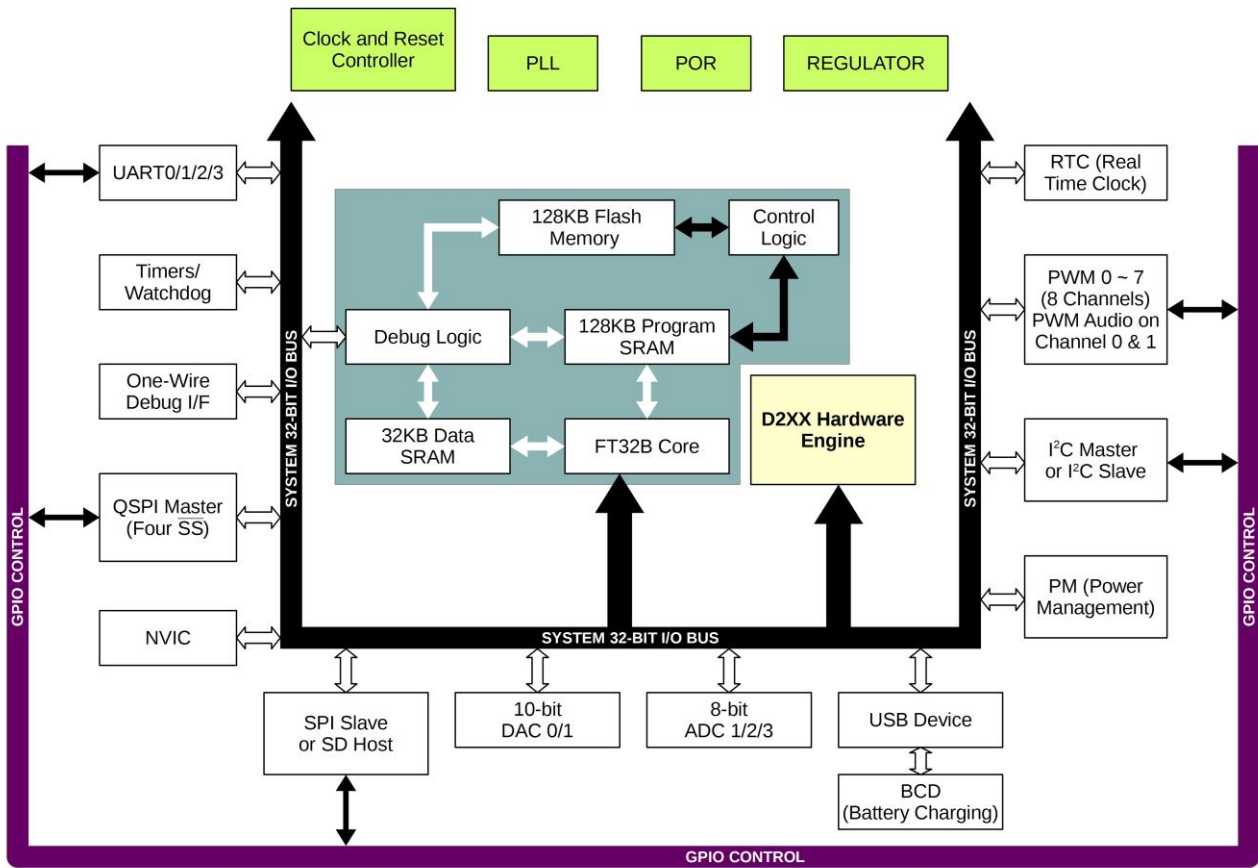 Clock and Reset
Controller
PLL
POR
REGULATOR
UART0/1/2/3
Timers/
Watchdog
One-Wire
Debug I/F
QSPI Master
(Four S̅S̅)
NVIC
GPIO CONTROL
SYSTEM 32-BIT I/O BUS
128KB Flash
Memory
Control
Logic
Debug Logic
128KB Program
SRAM
32KB Data
SRAM
FT32B Core
D2XX Hardware
Engine
SYSTEM 32-BIT I/O BUS
SYSTEM 32-BIT I/O BUS
RTC (Real
Time Clock)
PWM 0 ~ 7
(8 Channels)
PWM Audio on
Channel 0 & 1
I²C Master
or I²C Slave
PM (Power
Management)
GPIO CONTROL
SPI Slave
or SD Host
10-bit
DAC 0/1
8-bit
ADC 1/2/3
USB Device
BCD
(Battery Charging)
GPIO CONTROL